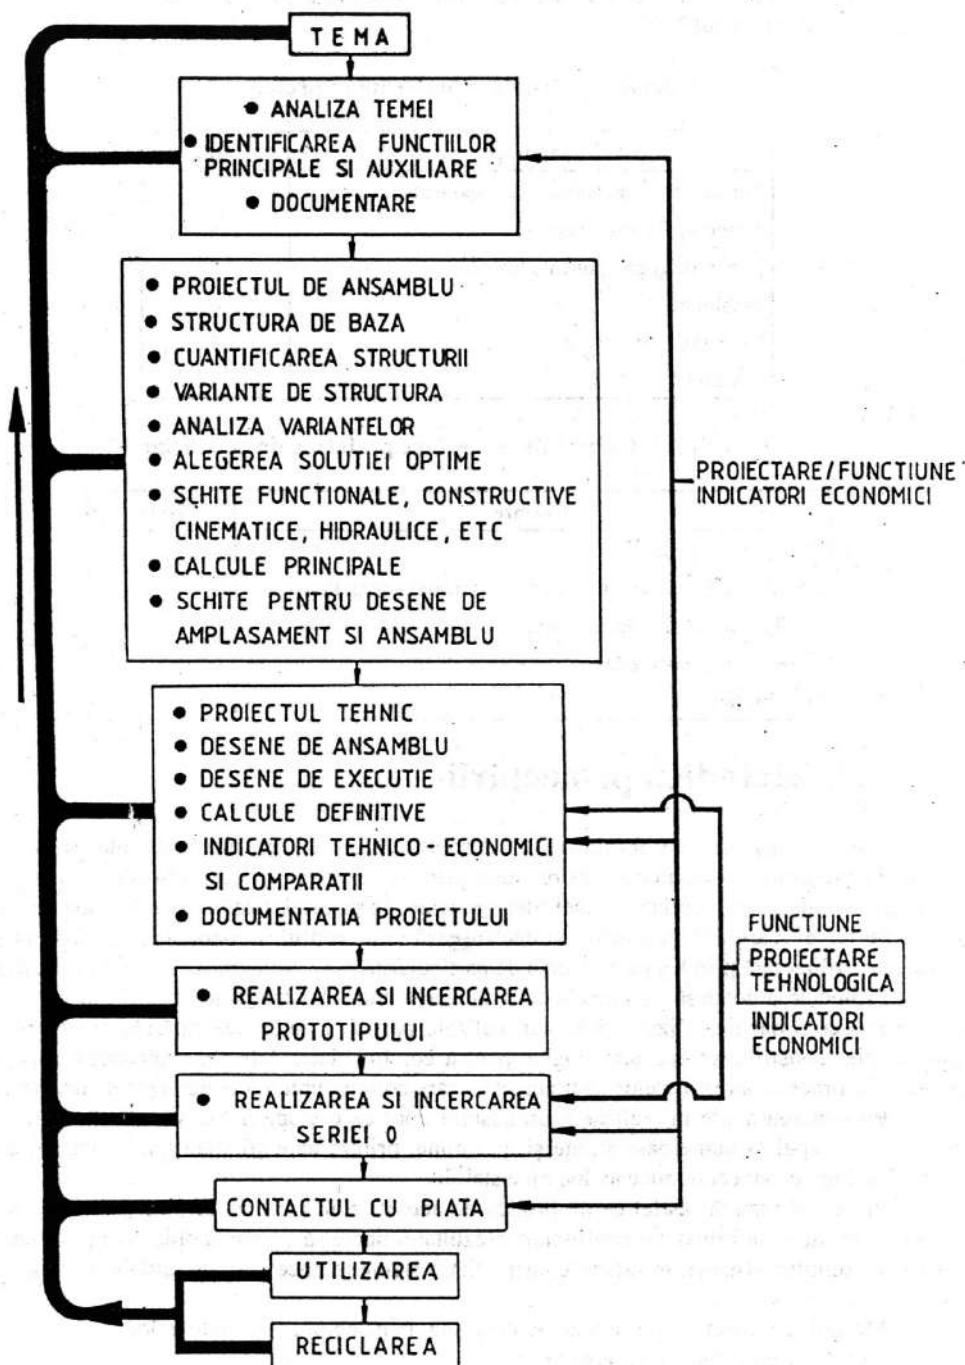 TEMA
• ANALIZA TEMEI
• IDENTIFICAREA FUNCTIILOR
PRINCIPALE SI AUXILIARE
• DOCUMENTARE
• PROIECTUL DE ANSAMBLU
• STRUCTURA DE BAZA
• CUANTIFICAREA STRUCTURII
• VARIANTE DE STRUCTURA
• ANALIZA VARIANTELOR
• ALEGEREA SOLUTIEI OPTIME
• SCHITE FUNCTIONALE, CONSTRUCTIVE
CINEMATICE, HIDRAULICE, ETC
• CALCULE PRINCIPALE
• SCHITE PENTRU DESENE DE
AMPLASAMENT SI ANSAMBLU
PROIECTARE/FUNCTIUNE
INDICATORI ECONOMICI
• PROIECTUL TEHNIC
• DESENE DE ANSAMBLU
• DESENE DE EXECUTIE
• CALCULE DEFINITIVE
• INDICATORI TEHNICO-ECONOMICI
SI COMPARATII
• DOCUMENTATIA PROIECTULUI
FUNCTIUNE
PROIECTARE
TEHNOLOGICA
INDICATORI
ECONOMICI
• REALIZAREA SI INCERCAREA
PROTOTIPULUI
• REALIZAREA SI INCERCAREA
SERIEI 0
CONTACTUL CU PIATA
UTILIZAREA
RECICLAREA